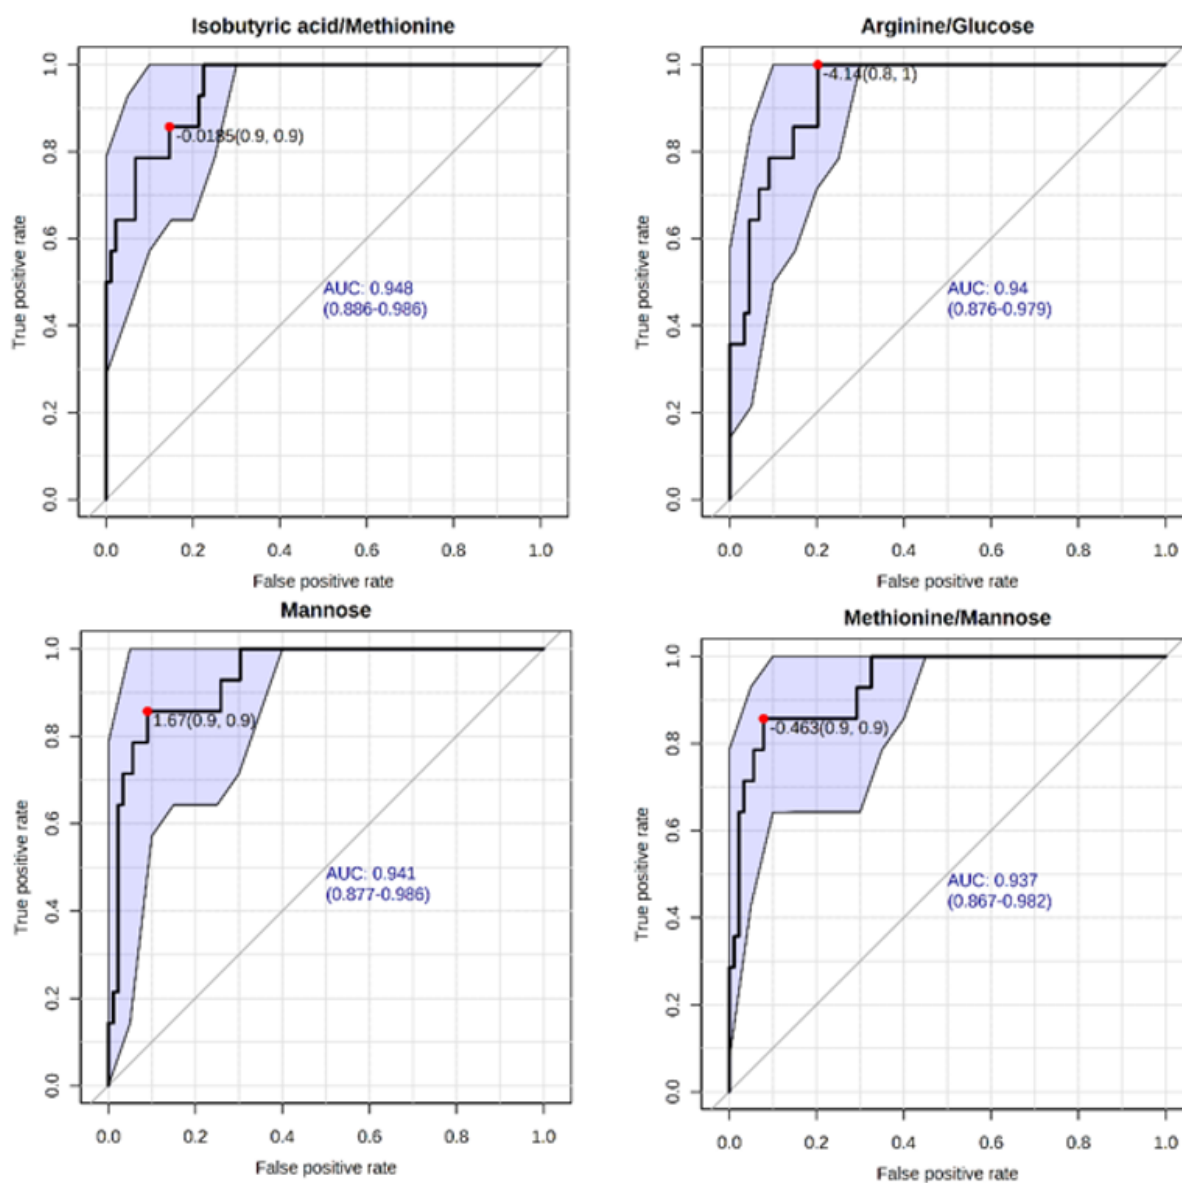 Isobutyric acid/Methionine
True positive rate
1.0
0.8
0.6
0.4
0.2
0.0
-0.0185(0.9, 0.9)
AUC: 0.948
(0.886-0.986)
0.0 0.2 0.4 0.6 0.8 1.0
False positive rate
Arginine/Glucose
True positive rate
1.0
0.8
0.6
0.4
0.2
0.0
-4.14(0.8, 1)
AUC: 0.94
(0.876-0.979)
0.0 0.2 0.4 0.6 0.8 1.0
False positive rate
Mannose
True positive rate
1.0
0.8
0.6
0.4
0.2
0.0
1.67(0.9, 0.9)
AUC: 0.941
(0.877-0.986)
0.0 0.2 0.4 0.6 0.8 1.0
False positive rate
Methionine/Mannose
True positive rate
1.0
0.8
0.6
0.4
0.2
0.0
-0.463(0.9, 0.9)
AUC: 0.937
(0.867-0.982)
0.0 0.2 0.4 0.6 0.8 1.0
False positive rate